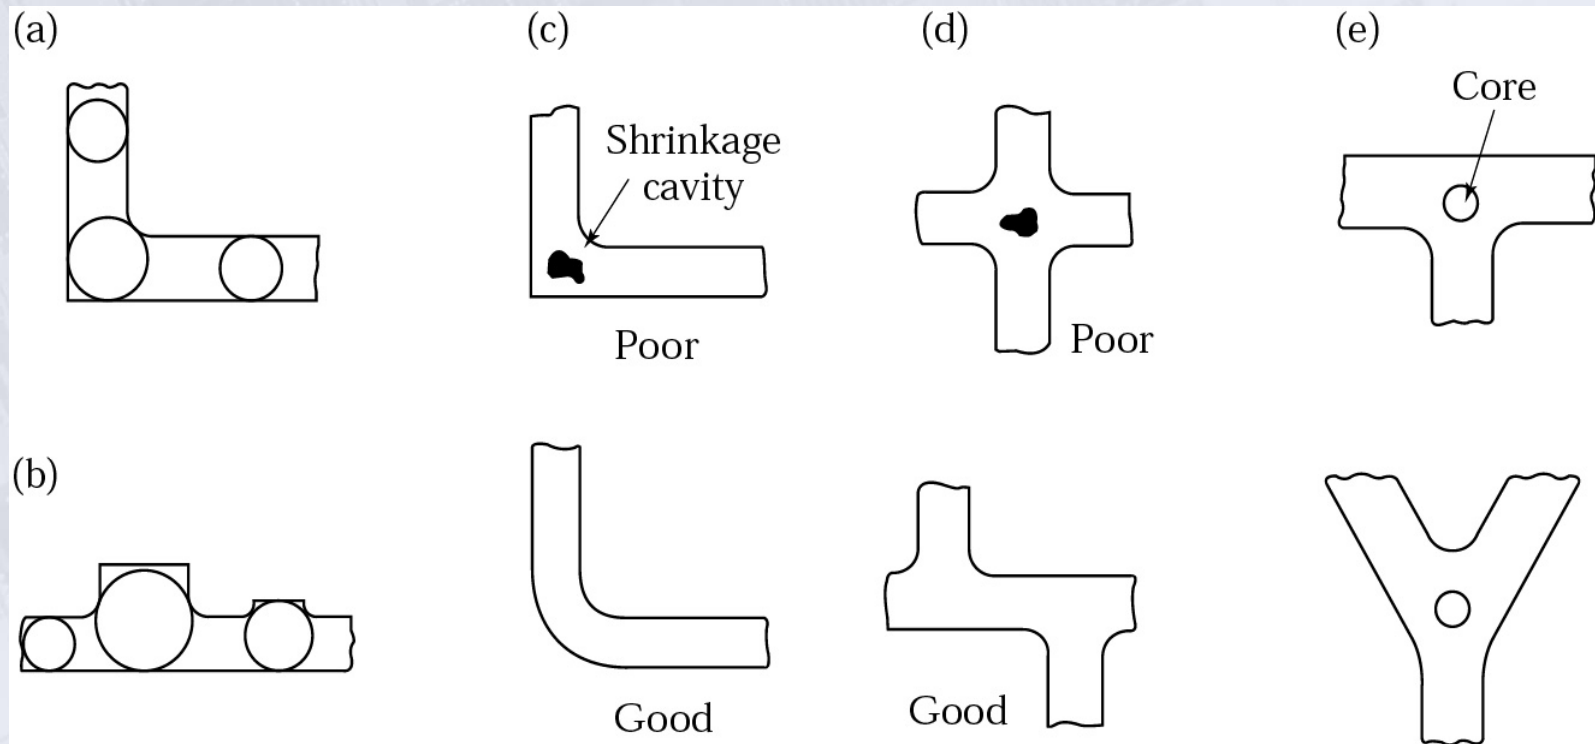 (a)
(c)
(d)
(e)
Core
Shrinkage
cavity
Poor
Poor
(b)
Good
Good